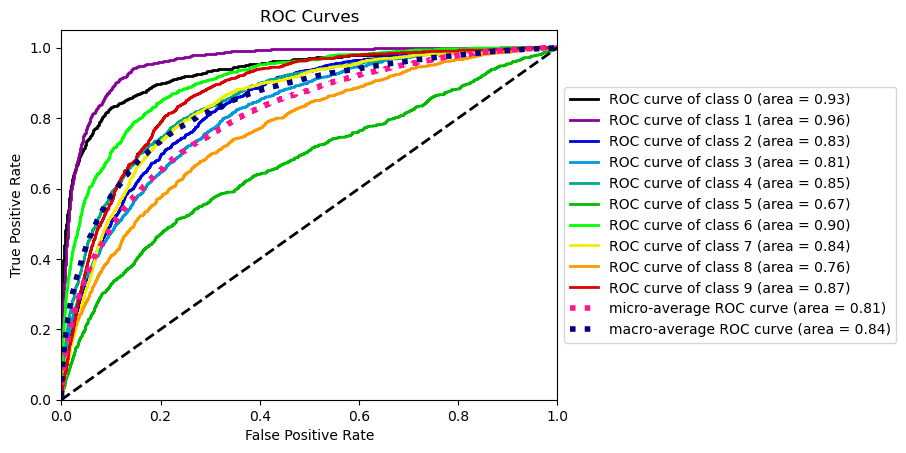 ROC Curves
1.0
0.8
0.6
0.4
0.2
0.0
True Positive Rate
0.0 0.2 0.4 0.6 0.8 1.0
False Positive Rate
ROC curve of class 0 (area = 0.93)
ROC curve of class 1 (area = 0.96)
ROC curve of class 2 (area = 0.83)
ROC curve of class 3 (area = 0.81)
ROC curve of class 4 (area = 0.85)
ROC curve of class 5 (area = 0.67)
ROC curve of class 6 (area = 0.90)
ROC curve of class 7 (area = 0.84)
ROC curve of class 8 (area = 0.76)
ROC curve of class 9 (area = 0.87)
micro-average ROC curve (area = 0.81)
macro-average ROC curve (area = 0.84)